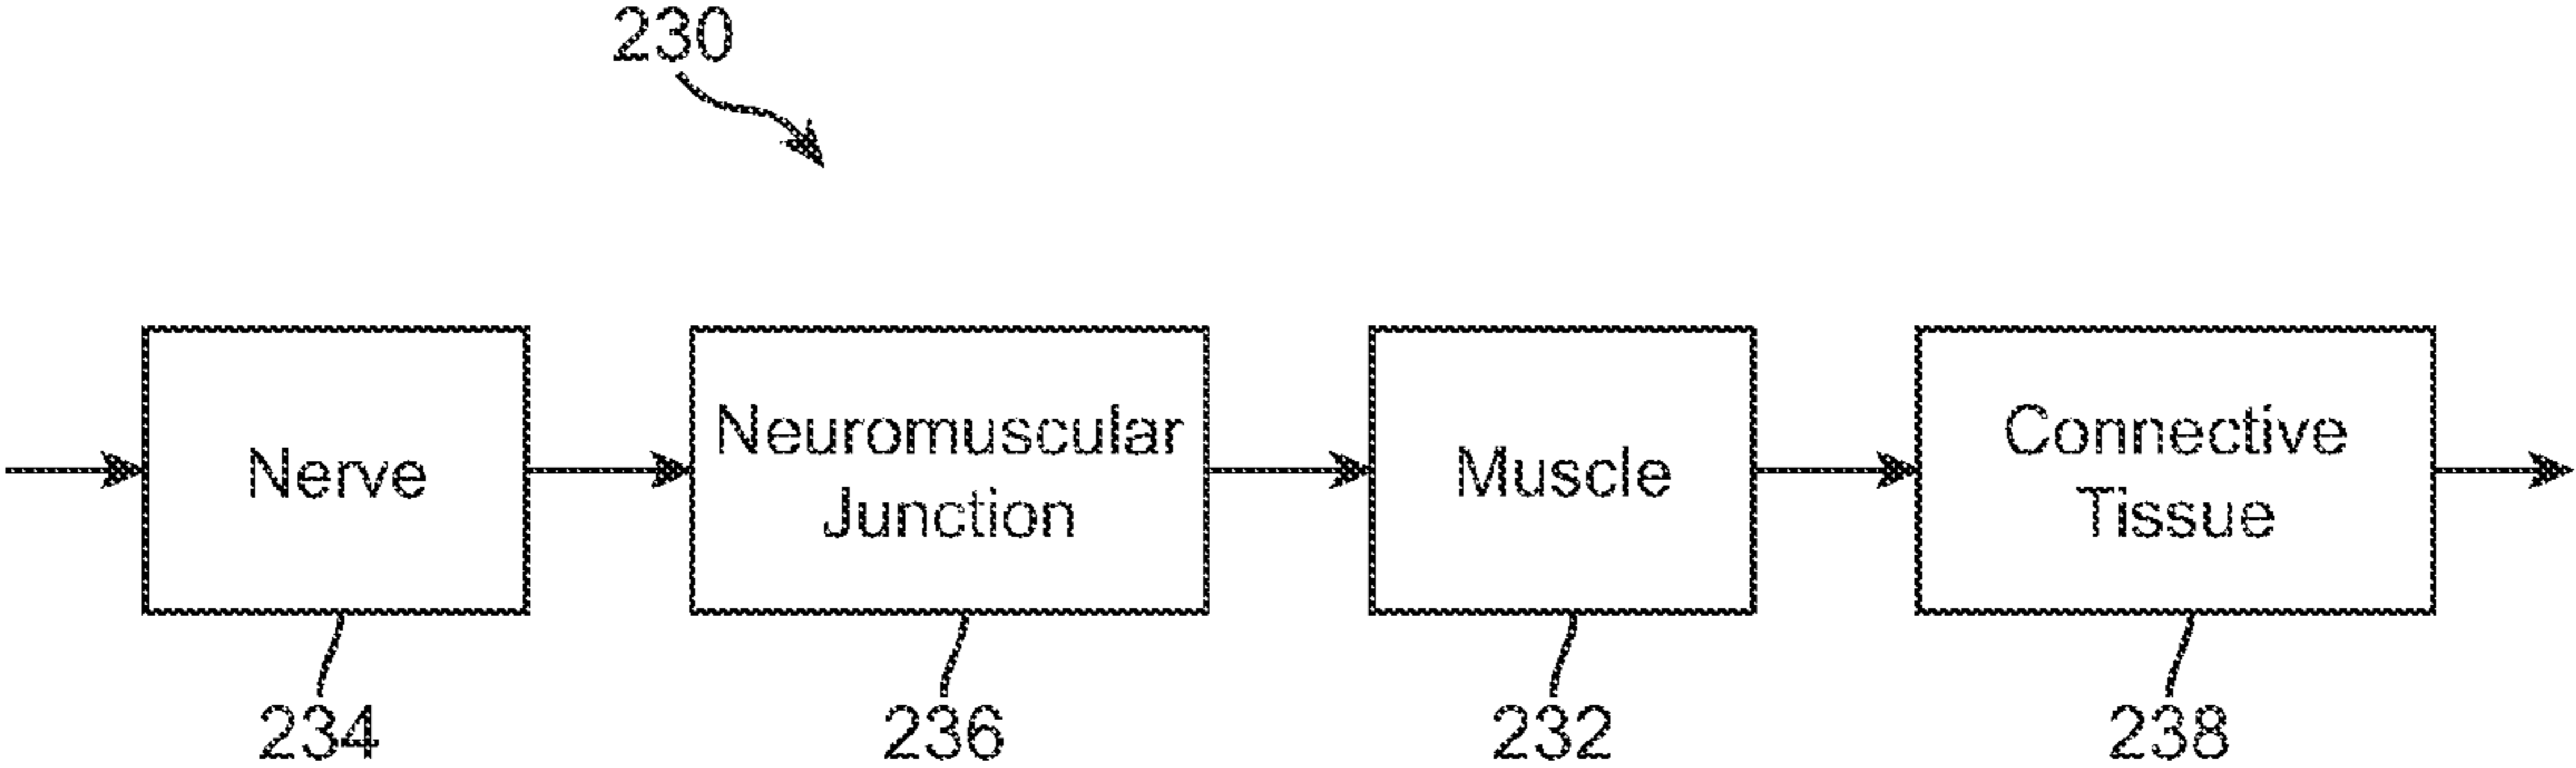 230
Nerve
Neuromuscular
Junction
Muscle
Connective
Tissue
234
236
232
238